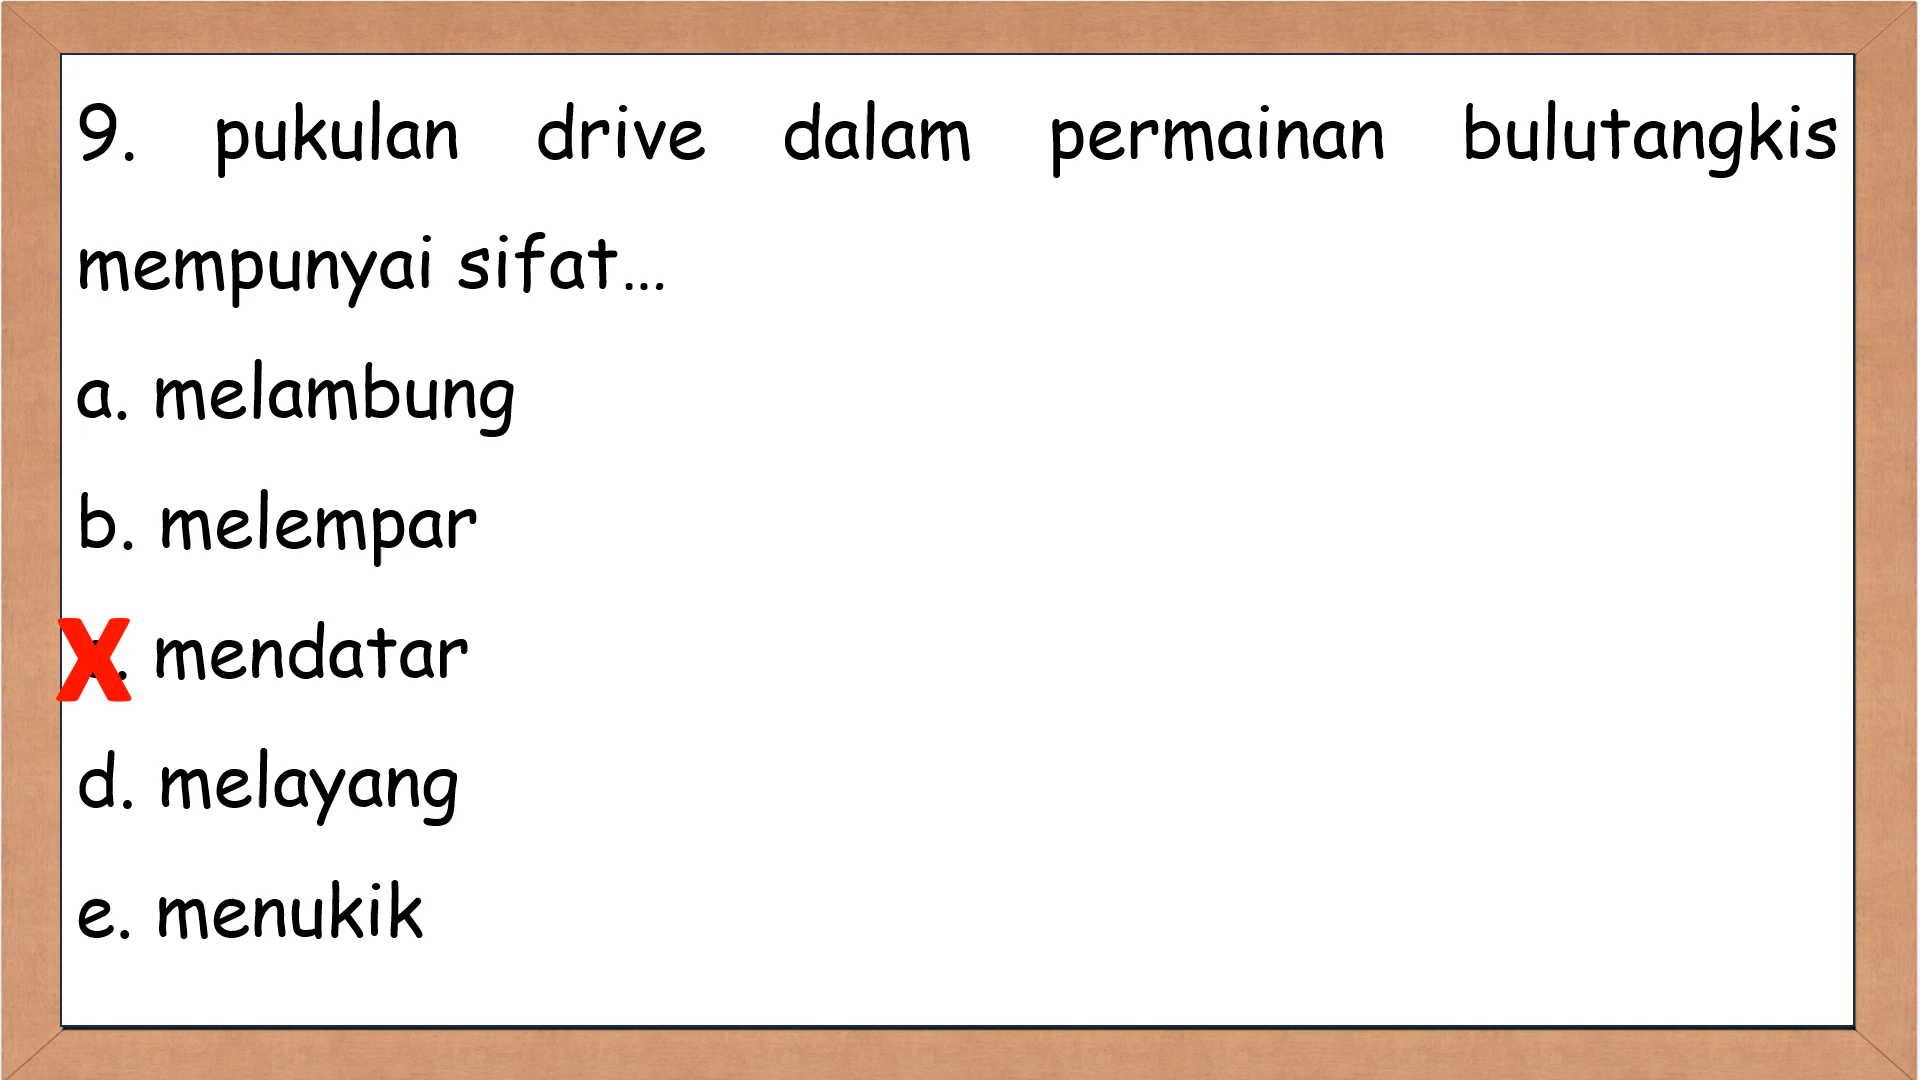 9. pukulan drive dalam permainan bulutangkis
mempunyai sifat...
a. melambung
b. melempar
X. mendatar
d. melayang
e. menukik